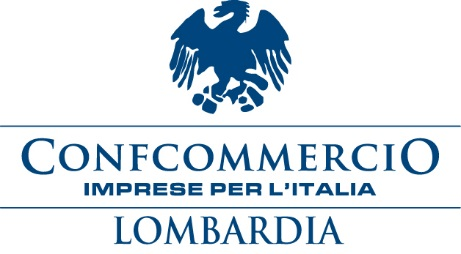 CONFCOMMERCIO
IMPRESE PER L'ITALIA
LOMBARDIA